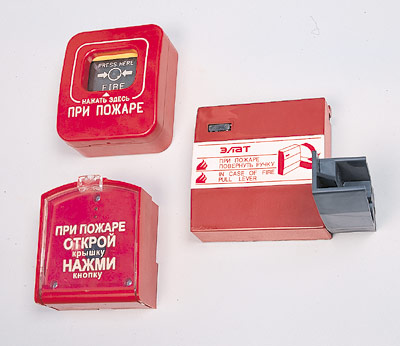 PRESS HERE
FIRE
НАЖАТЬ ЗДЕСЬ
ПРИ ПОЖАРЕ
ЭЛАТ
ПРИ ПОЖАРЕ
ПОВЕРНУТЬ РУЧКУ
IN CASE OF FIRE
PULL LEVER
ПРИ ПОЖАРЕ
ОТКРОЙ
крышку
НАЖМИ
кнопку